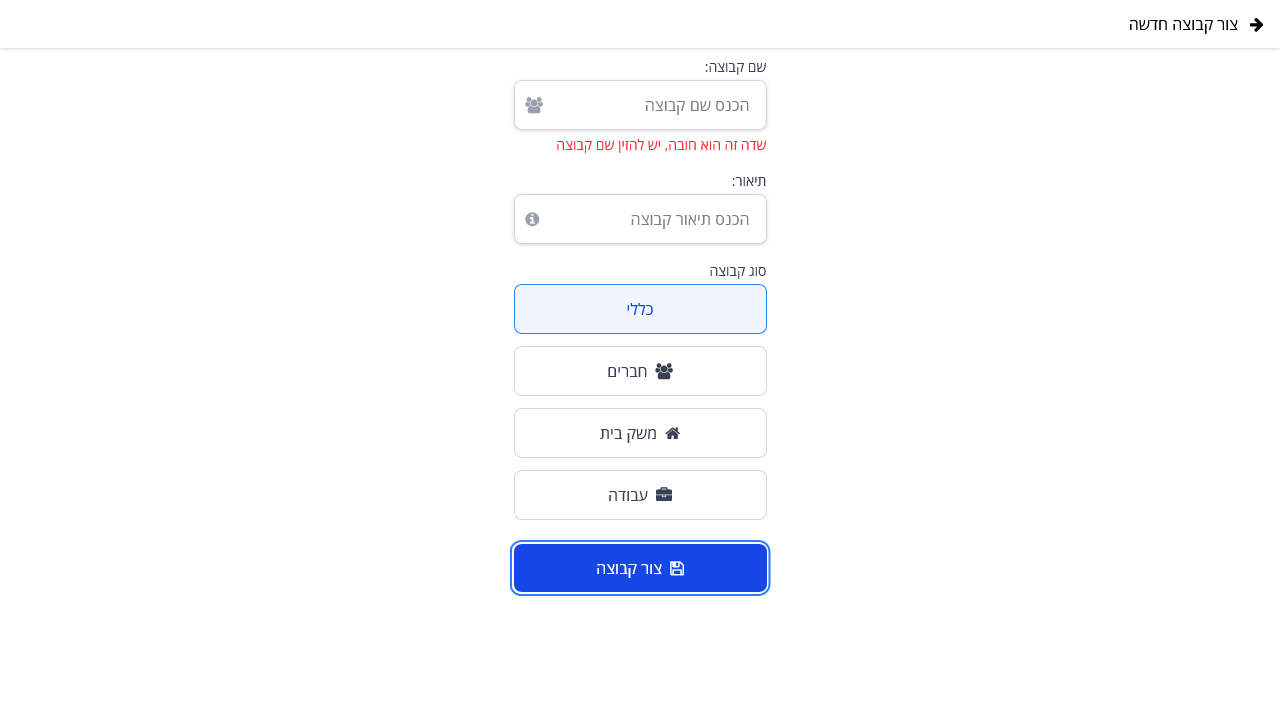 צור קבוצה חדשה
שם קבוצה:
הכנס שם קבוצה
שדה זה הוא חובה, יש להזין שם קבוצה
תיאור:
הכנס תיאור קבוצה
סוג קבוצה
כללי
חברים
משק בית
עבודה
צור קבוצה